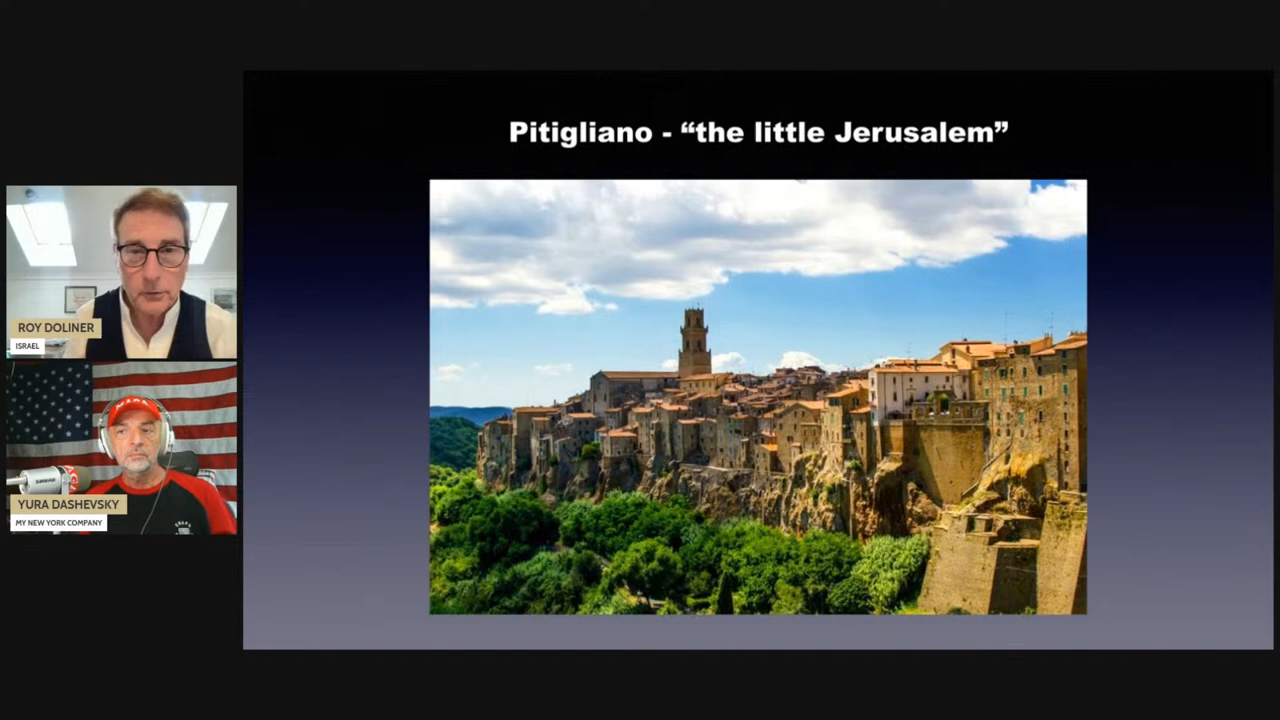 Pitigliano - “the little Jerusalem”
ROY DOLINER
ISRAEL
YURA DASHEVSKY
MY NEW YORK COMPANY